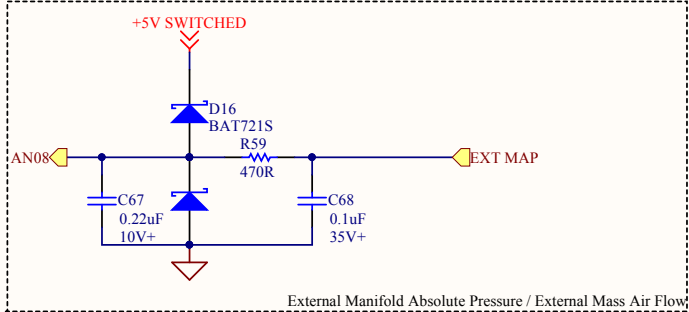 +5V SWITCHED
D16
BAT721S
R59
AN08
470R
EXT MAP
C67
0.22uF
10V+
C68
0.1uF
35V+
External Manifold Absolute Pressure / External Mass Air Flow